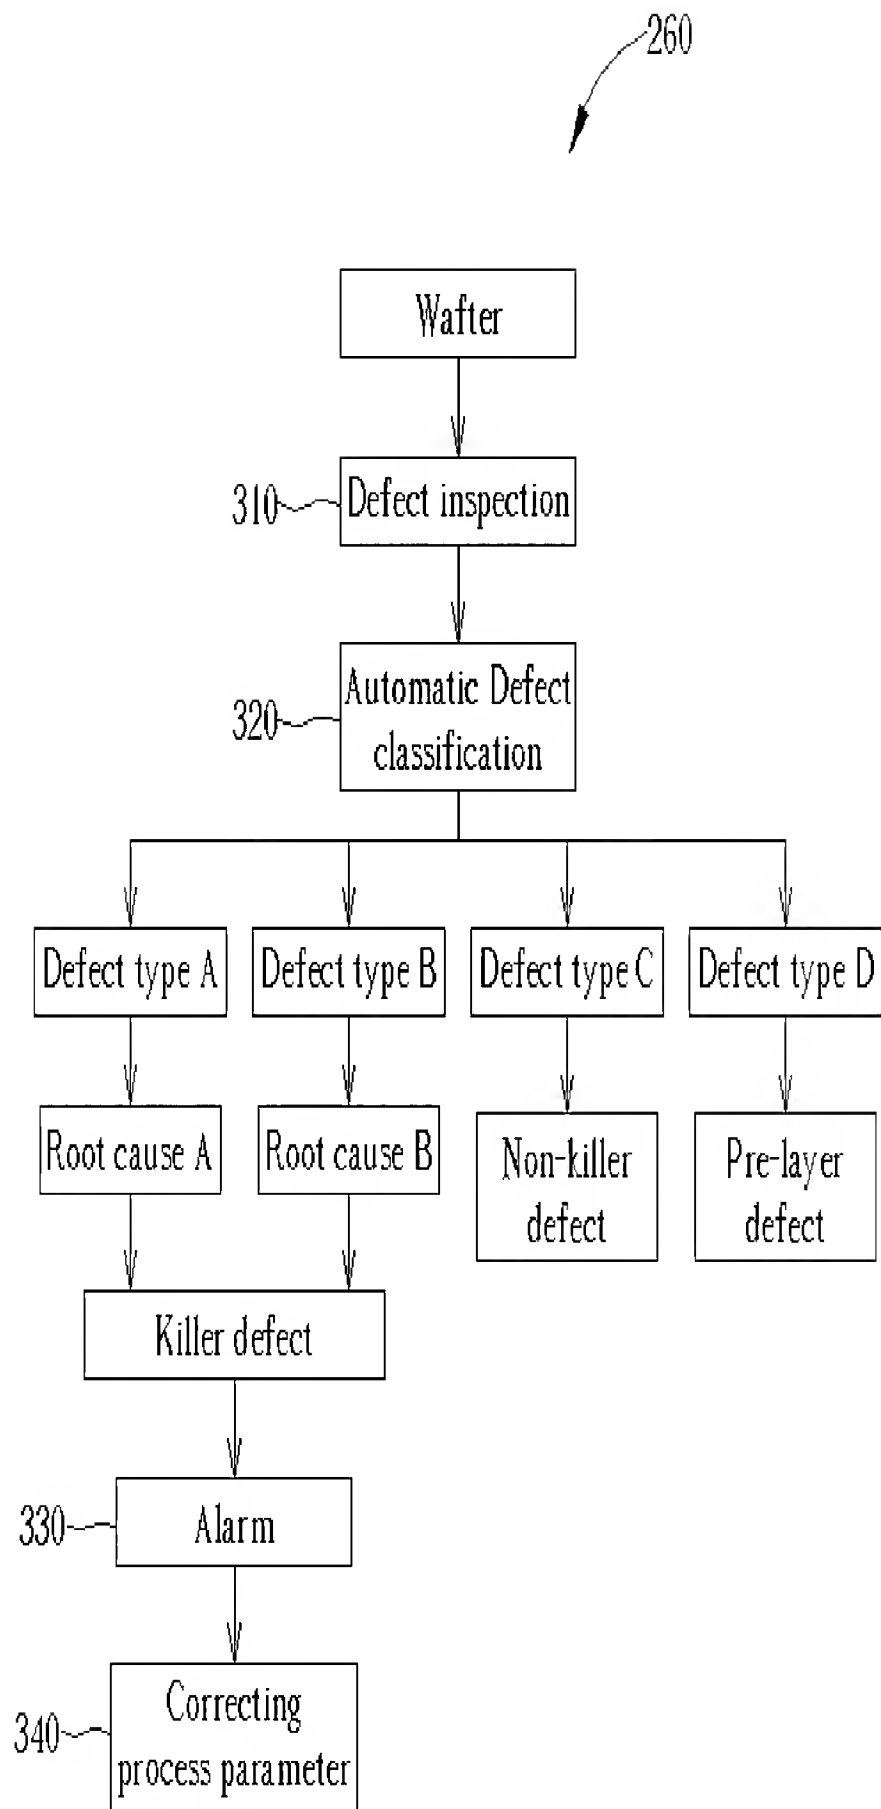 260
Wafter
310
Defect inspection
320
Automatic Defect
classification
Defect type A
Defect type B
Defect type C
Defect type D
Root cause A
Root cause B
Non-killer
defect
Pre-layer
defect
Killer defect
330
Alarm
340
Correcting
process parameter